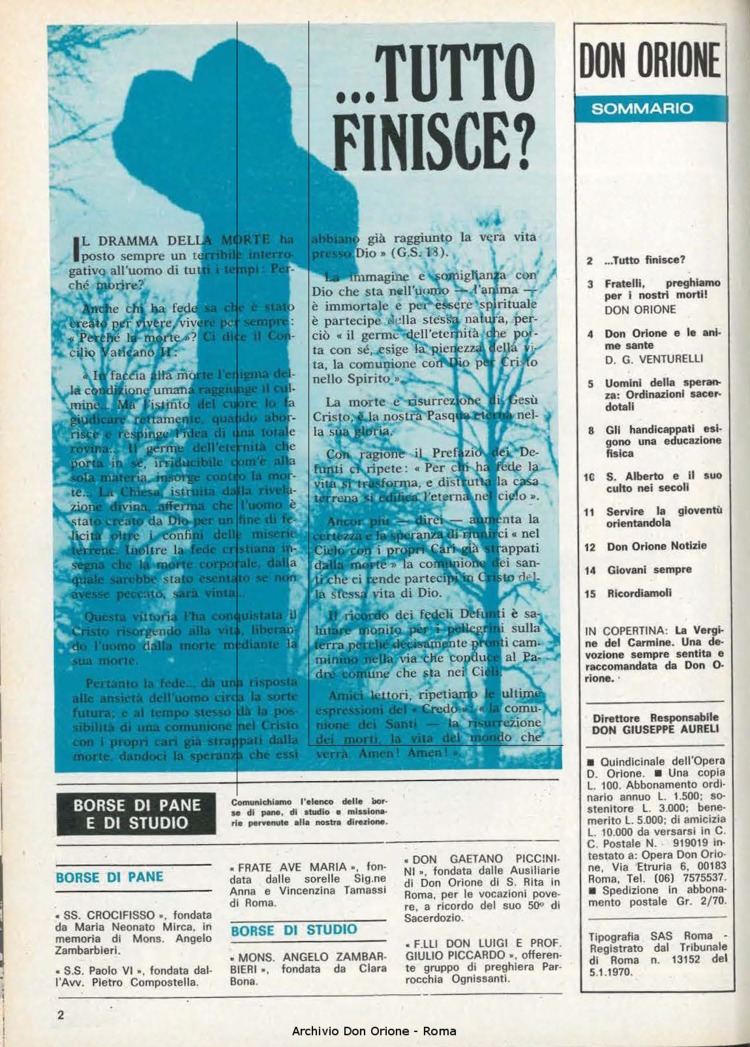 ...TUTTO
FINISCE?
IL DRAMMA DELLA MORTE ha
posto sempre un terribile interro-
gativo all'uomo di tutti i tempi: Per-
ché morire?
Anche chi ha fede sa che è stato
creato per vivere, vivere per sempre:
« Perché la morte »? Ci dice il Con-
cilio Vaticano II:
« In faccia alla morte l'enigma del-
la condizione umana raggiunge il cul-
mine... Ma l'istinto del cuore lo fa
giudicare rettamente, quando abor-
risce e respinge l'idea di una totale
rovina... Il germe dell'eternità che
porta in sé, irriducibile com'è alla
sola materia, insorge contro la mor-
te... La Chiesa, istruita dalla rivela-
zione divina, afferma che l'uomo è
stato creato da Dio per un fine di fe-
licità oltre i confini delle miserie
terrene. Inoltre la fede cristiana in-
segna che la morte corporale, dalla
quale sarebbe stato esentato se non
avesse peccato, sarà vinta...
Questa vittoria l'ha conquistata il
Cristo risorgendo alla vita, liberan-
do l'uomo dalla morte mediante la
sua morte.
Pertanto la fede... dà una risposta
alle ansietà dell'uomo circa la sorte
futura; e al tempo stesso dà la pos-
sibilità di una comunione nel Cristo
con i propri cari già strappati dalla
morte, dandoci la speranza che essi
abbiano già raggiunto la vera vita
presso Dio » (G.S. 18).
La immagine e somiglianza con
Dio che sta nell'uomo — l'anima —
è immortale e per essere spirituale
è partecipe della stessa natura, per-
ciò « il germe dell'eternità che por-
ta con sé, esige la pienezza della vi-
ta, la comunione con Dio per Cristo
nello Spirito ».
La morte e risurrezione di Gesù
Cristo, è la nostra Pasqua eterna nel-
la sua gloria.
Con ragione il Prefazio dei De-
funti ci ripete: « Per chi ha fede la
vita si trasforma, e distrutta la casa
terrena si edifica l'eterna nel cielo ».
Ancor più — direi — aumenta la
certezza e la speranza di riunirci « nel
Cielo con i propri Cari già strappati
dalla morte » la comunione dei san-
ti che ci rende partecipi in Cristo del-
la stessa vita di Dio.
Il ricordo dei fedeli Defunti è sa-
lutare monito per i pellegrini sulla
terra perché decisamente pronti cam-
minino nella via che conduce al Pa-
dre comune che sta nei Cieli.
Amici lettori, ripetiamo le ultime
espressioni del « Credo »: « la comu-
nione dei Santi — la risurrezione
dei morti, la vita del mondo che
verrà. Amen! Amen! ».
BORSE DI PANE
E DI STUDIO
Comunichiamo l'elenco delle bor-
se di pane, di studio e missiona-
rie pervenute alla nostra direzione.
BORSE DI PANE
« SS. CROCIFISSO », fondata
da Maria Neonato Mirca, in
memoria di Mons. Angelo
Zambarbieri.
« S.S. Paolo VI », fondata dal-
l'Avv. Pietro Compostella.
« FRATE AVE MARIA », fon-
data dalle sorelle Sig.ne
Anna e Vincenzina Tamassi
di Roma.
BORSE DI STUDIO
« MONS. ANGELO ZAMBAR-
BIERI », fondata da Clara
Bona.
« DON GAETANO PICCINI-
NI », fondata dalle Ausiliarie
di Don Orione di S. Rita in
Roma, per le vocazioni pove-
re, a ricordo del suo 50º di
Sacerdozio.
« F.LLI DON LUIGI E PROF.
GIULIO PICCARDO », offeren-
te gruppo di preghiera Par-
rocchia Ognissanti.
DON ORIONE
SOMMARIO
2 ...Tutto finisce?
3 Fratelli, preghiamo
per i nostri morti!
DON ORIONE
4 Don Orione e le ani-
me sante
D. G. VENTURELLI
5 Uomini della speran-
za: Ordinazioni sacer-
dotali
8 Gli handicappati esi-
gono una educazione
fisica
10 S. Alberto e il suo
culto nei secoli
11 Servire la gioventù
orientandola
12 Don Orione Notizie
14 Giovani sempre
15 Ricordiamoli
IN COPERTINA: La Vergi-
ne del Carmine. Una de-
vozione sempre sentita e
raccomandata da Don O-
rione.
Direttore Responsabile
DON GIUSEPPE AURELI
■ Quindicinale dell'Opera
D. Orione. ■ Una copia
L. 100. Abbonamento ordi-
nario annuo L. 1.500; so-
stenitore L. 3.000; bene-
merito L. 5.000; di amicizia
L. 10.000 da versarsi in C.
C. Postale N. 919019 in-
testato a: Opera Don Orio-
ne, Via Etruria 6, 00183
Roma, Tel. (06) 7575537.
■ Spedizione in abbona-
mento postale Gr. 2/70.
Tipografia SAS Roma -
Registrato dal Tribunale
di Roma n. 13152 del
5.1.1970.
2
Archivio Don Orione - Roma